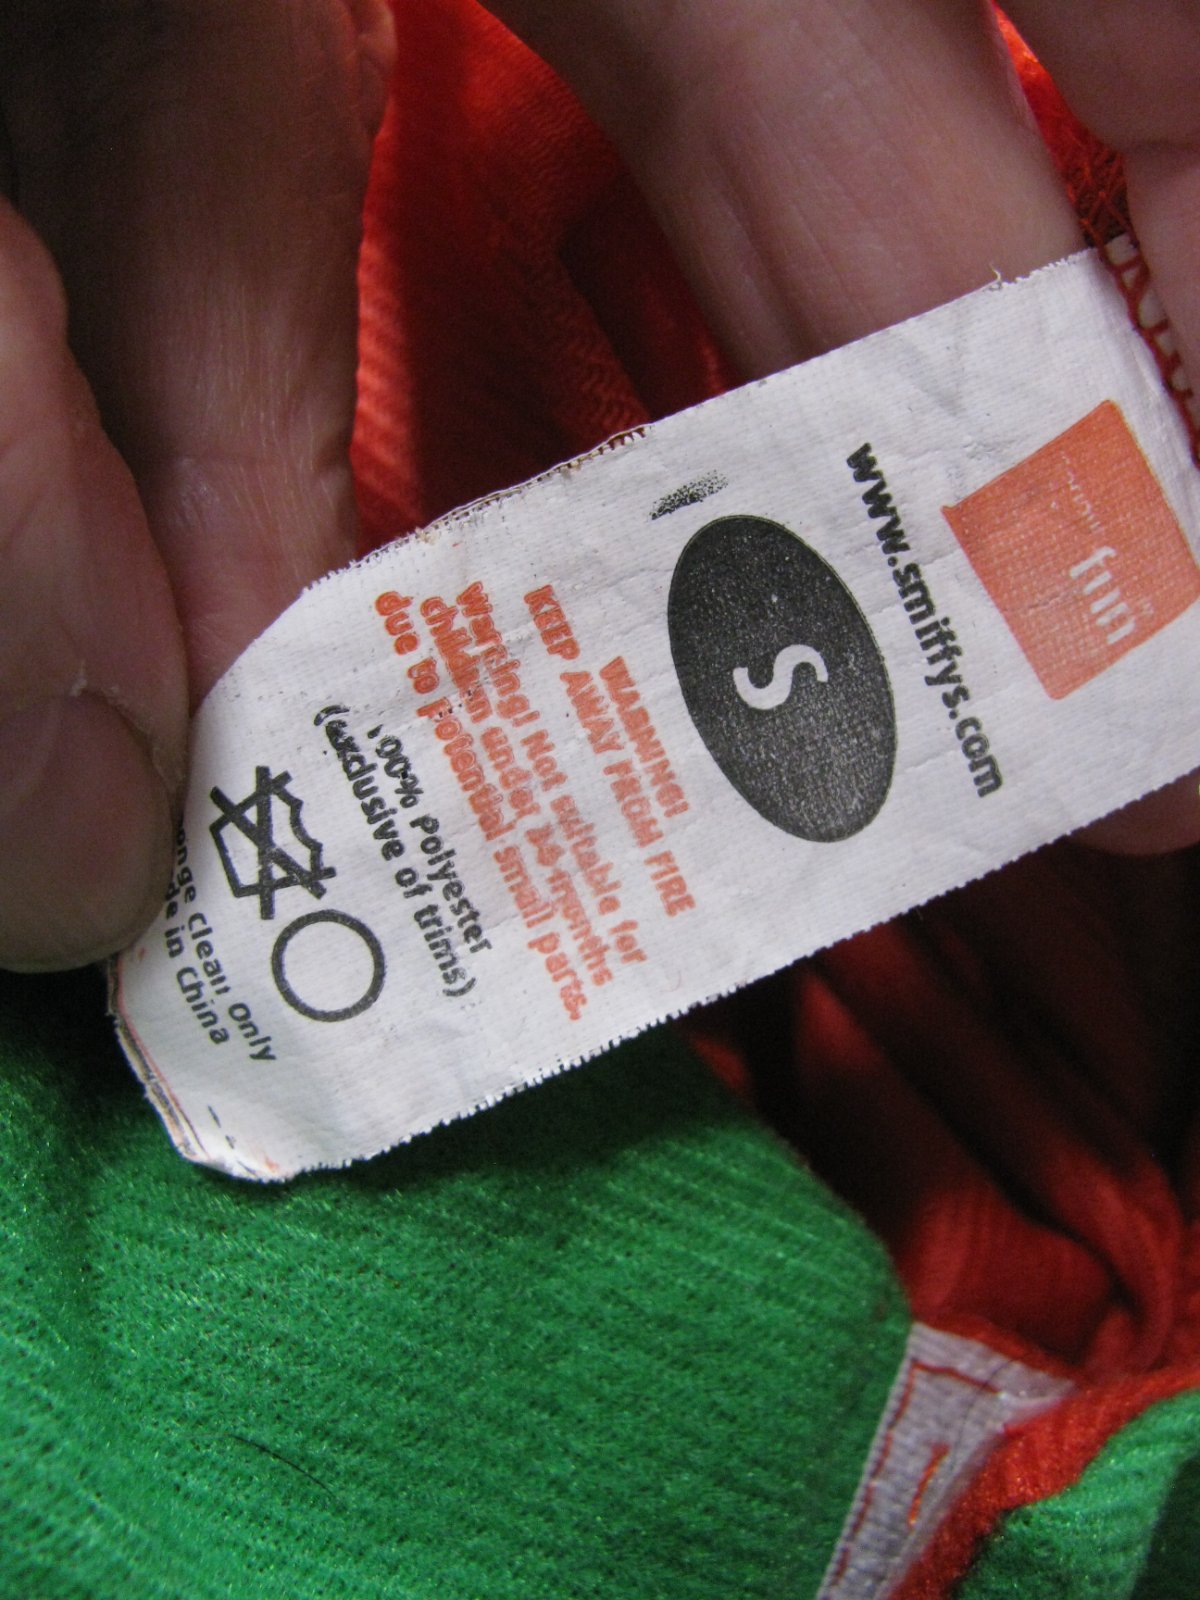 fun
www.smiffys.com
S
WARNING!
KEEP AWAY FROM FIRE
Warning! Not suitable for
children under 36 months
due to potential small parts.
100% Polyester
(exclusive of trims)
Clean Only
in China